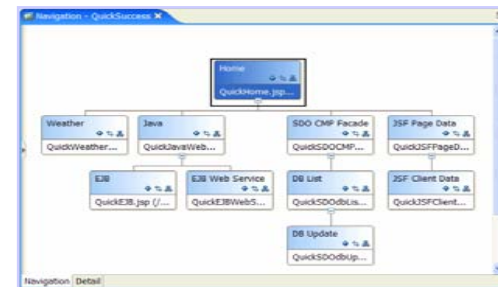 Navigation - QuickSuccess
Home
QuickHome.jsp...
Weather
QuickWeather...
Java
QuickJavaWeb...
SDO CMP Facade
QuickSDOCMP...
JSF Page Data
QuickJSFPageD...
EJB
QuickEJB.jsp (/...
EJB Web Service
QuickEJBWebS...
DB List
QuickSDOdbLis...
JSF Client Data
QuickJSFClient...
DB Update
QuickSDOdbUp...
Navigation Detail